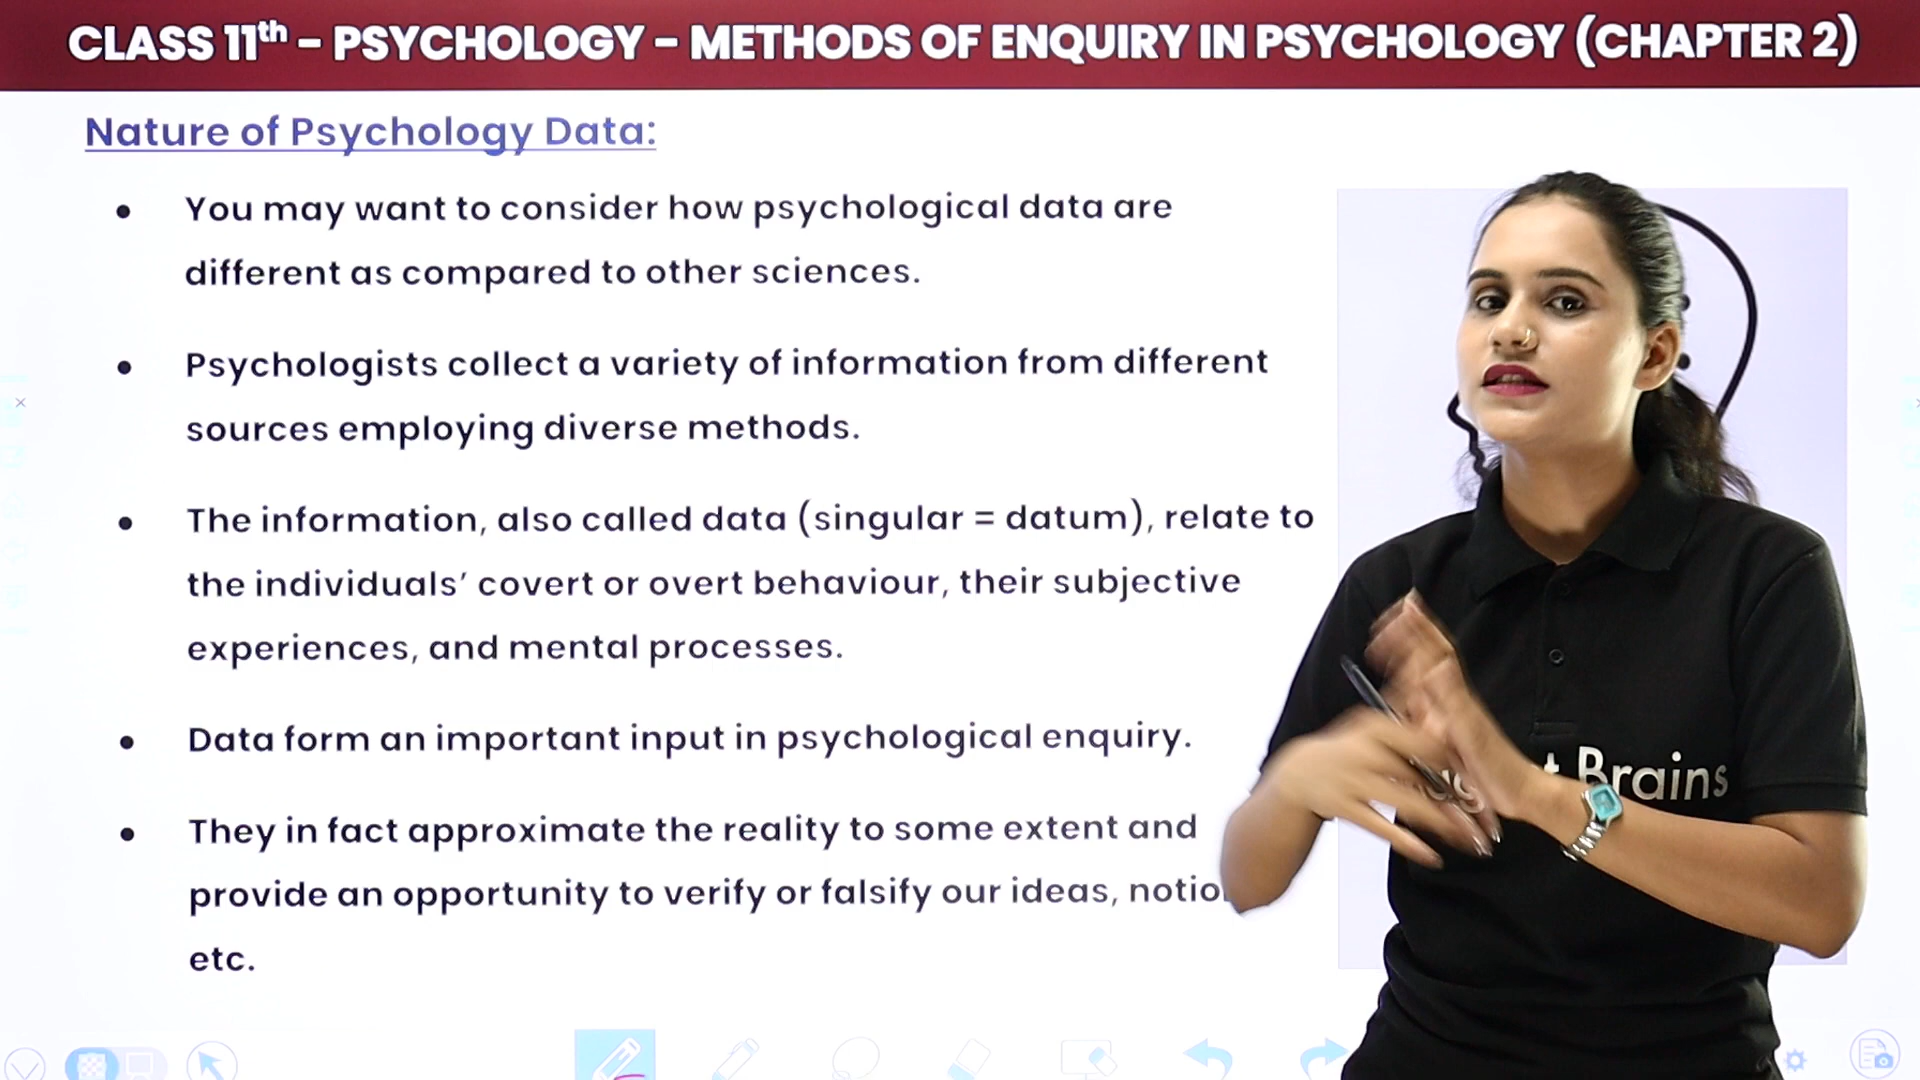 CLASS 11th – PSYCHOLOGY – METHODS OF ENQUIRY IN PSYCHOLOGY (CHAPTER 2)
Nature of Psychology Data:
• You may want to consider how psychological data are
different as compared to other sciences.
• Psychologists collect a variety of information from different
sources employing diverse methods.
• The information, also called data (singular = datum), relate to
the individuals’ covert or overt behaviour, their subjective
experiences, and mental processes.
• Data form an important input in psychological enquiry.
• They in fact approximate the reality to some extent and
provide an opportunity to verify or falsify our ideas,
etc.
Brains